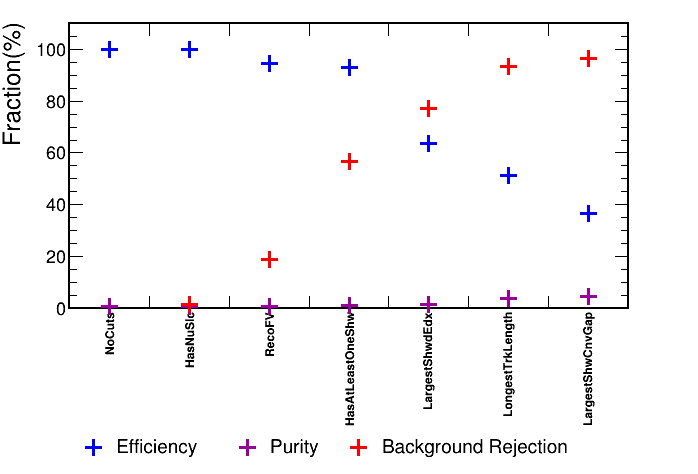 Fraction(%)
100
80
60
40
20
0
NoCuts
HasNuSlc
RecoFV
HasAtLeastOneShw
LargestShwdEdx
LongestTrkLength
LargestShwCnvGap
Efficiency Purity Background Rejection